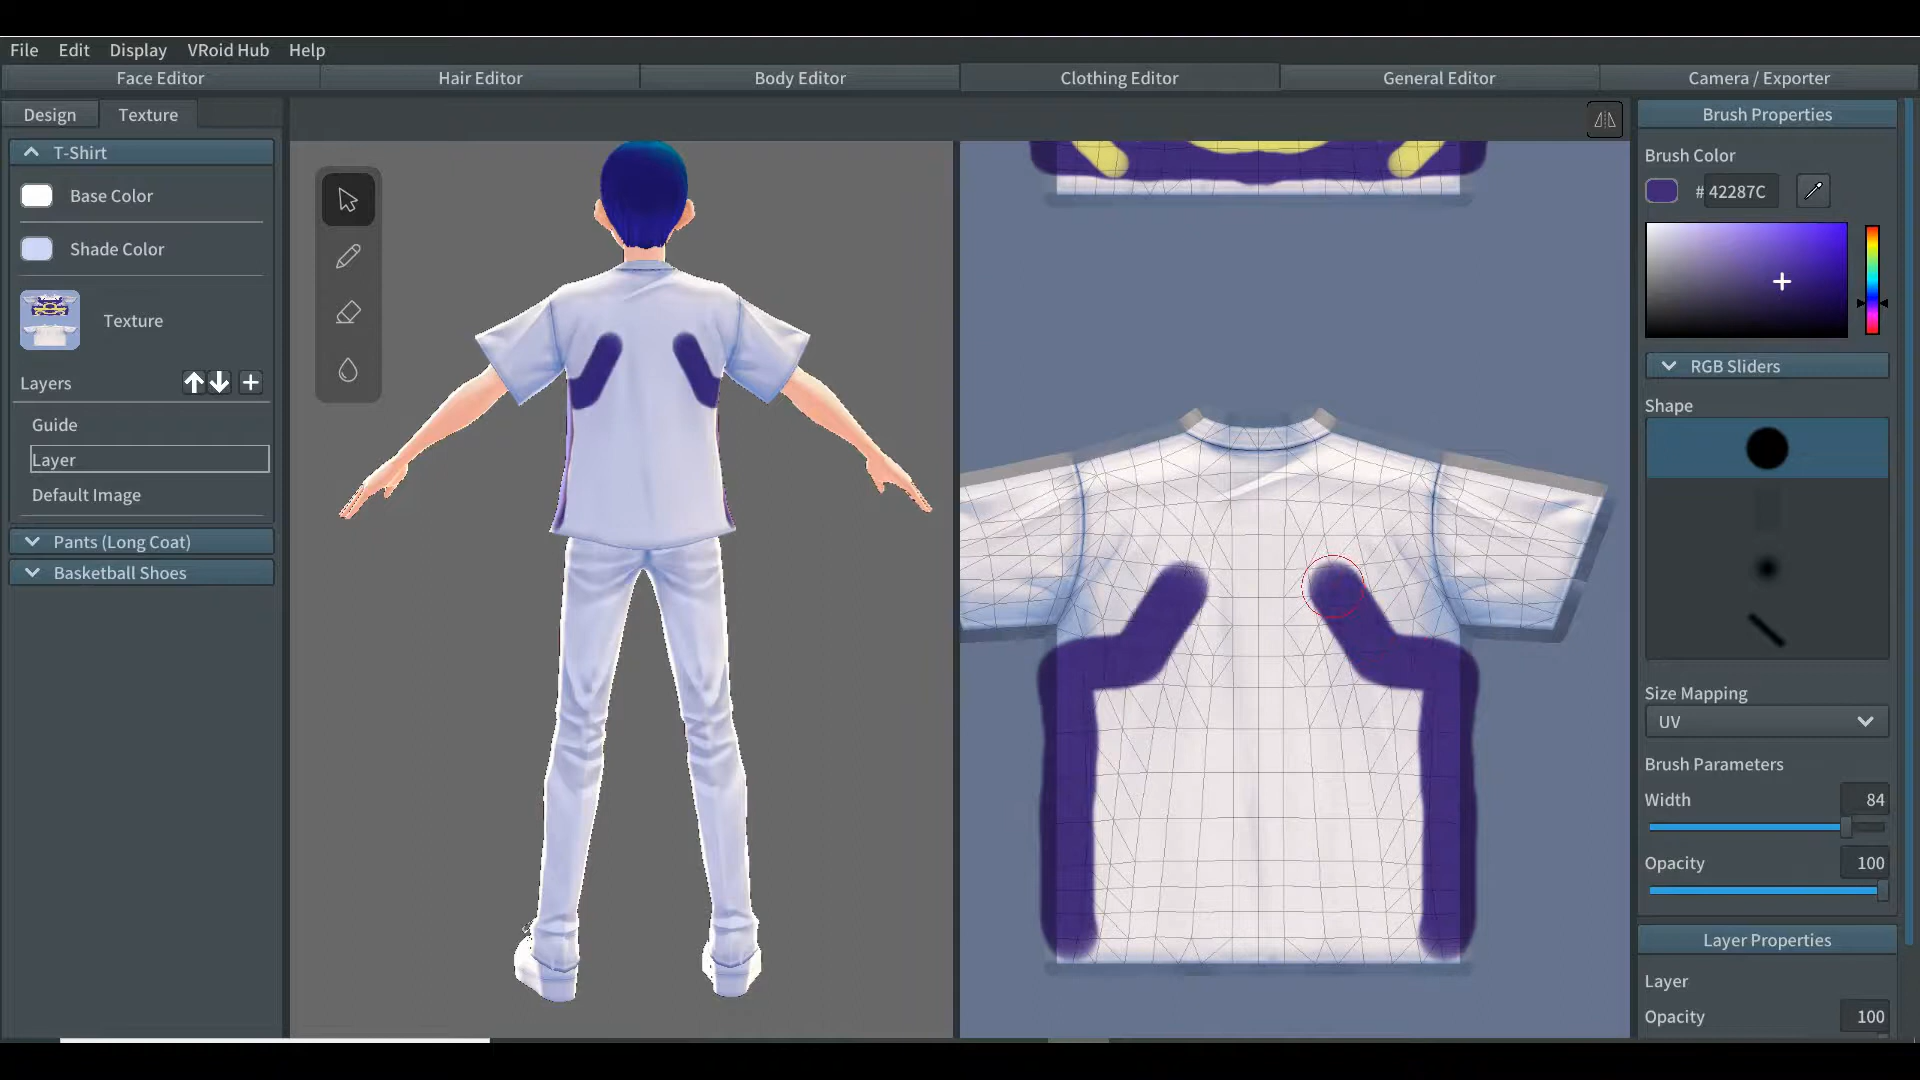 File Edit Display VRoid Hub Help
Face Editor Hair Editor Body Editor Clothing Editor General Editor Camera / Exporter
Design Texture
T-Shirt
Base Color
Shade Color
Texture
Layers
Guide
Layer
Default Image
Pants (Long Coat)
Basketball Shoes
Brush Properties
Brush Color
# 42287C
RGB Sliders
Shape
Size Mapping
UV
Brush Parameters
Width 84
Opacity 100
Layer Properties
Layer
Opacity 100